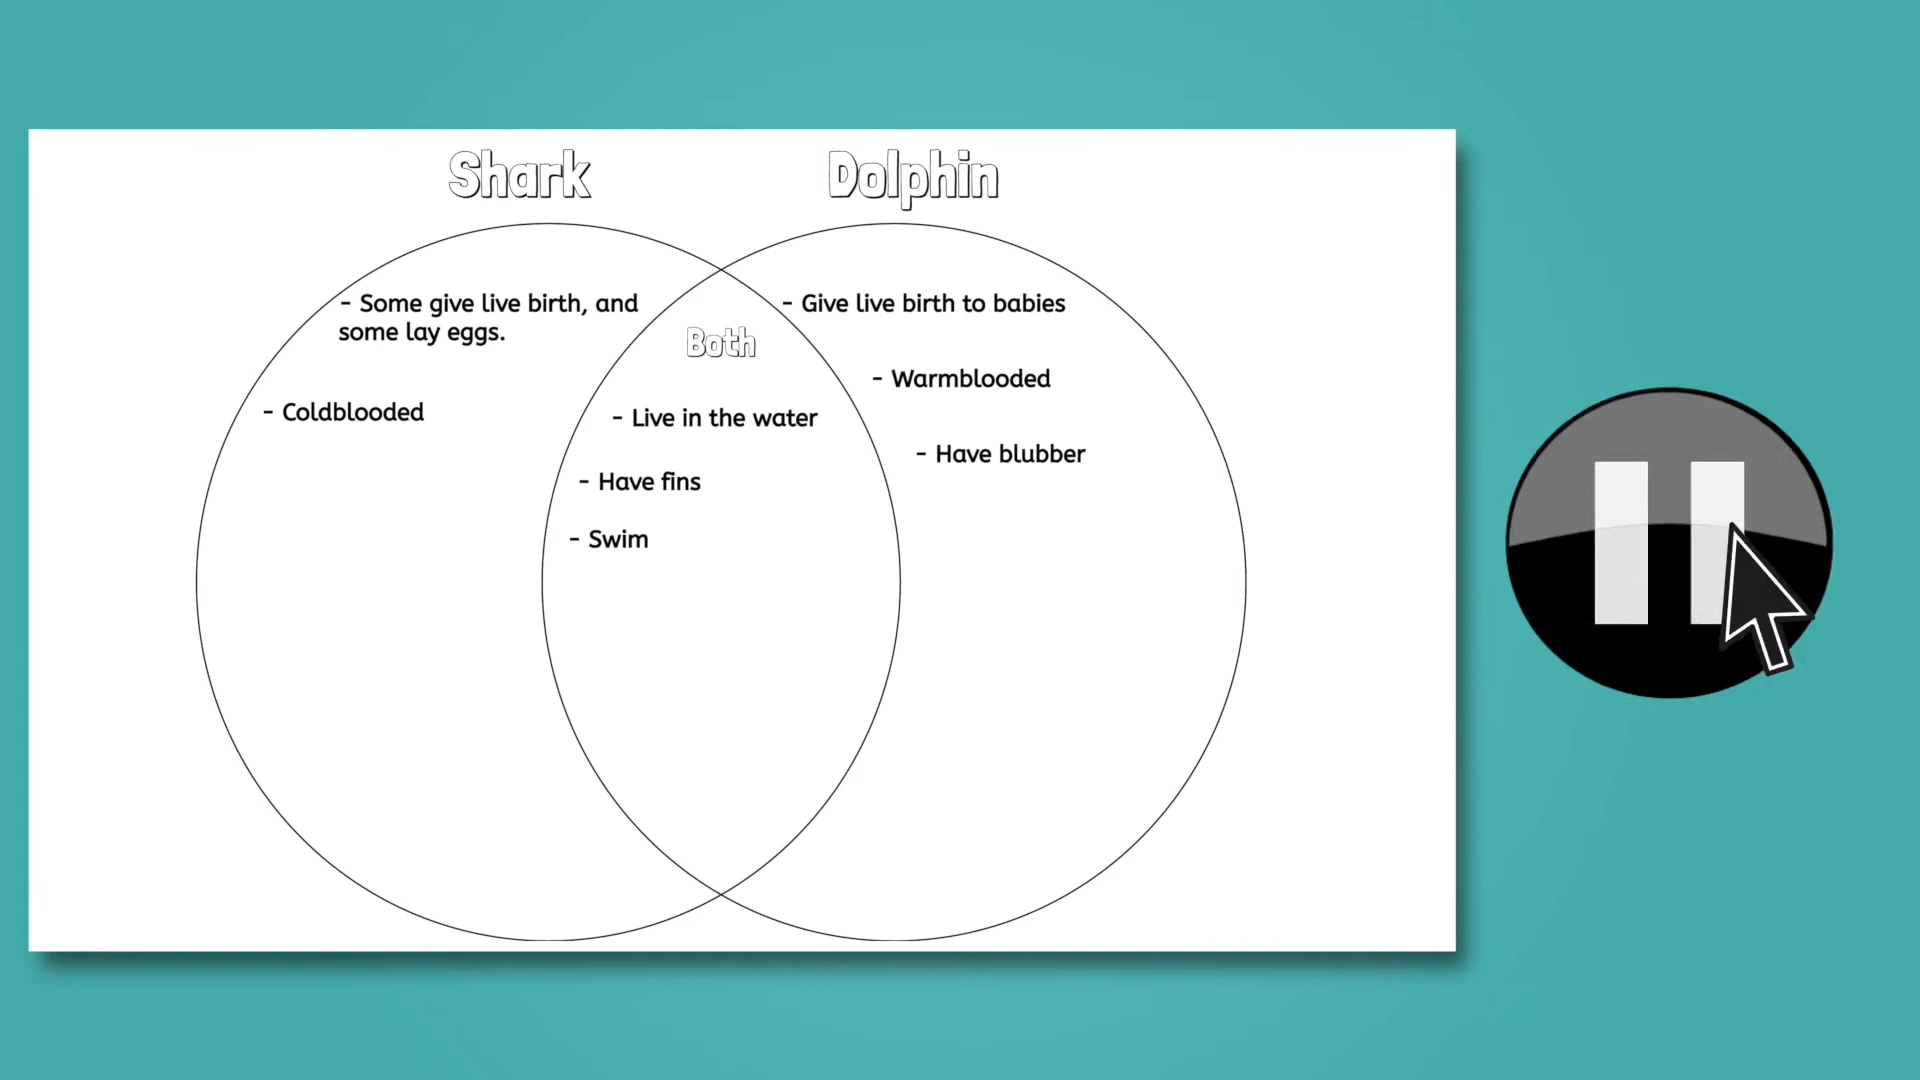 Shark
Dolphin
- Some give live birth, and
some lay eggs.
- Coldblooded
Both
- Live in the water
- Have fins
- Swim
- Give live birth to babies
- Warmblooded
- Have blubber